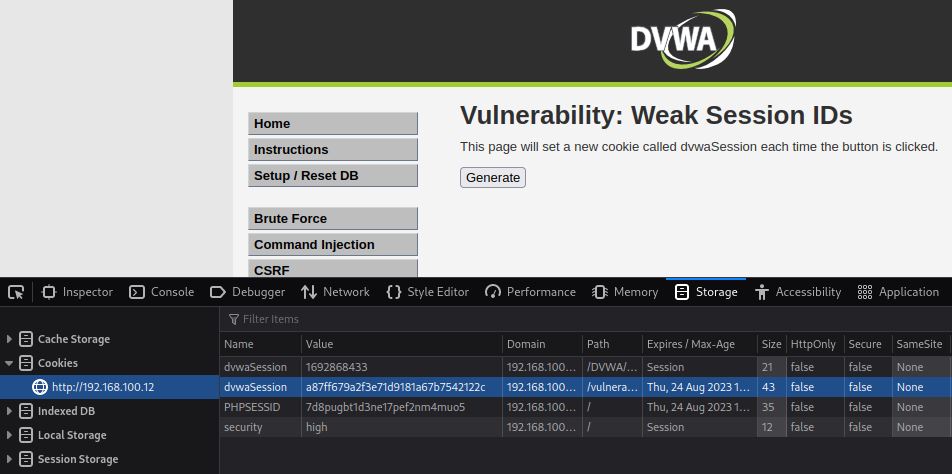 DVWA
Vulnerability: Weak Session IDs
This page will set a new cookie called dvwaSession each time the button is clicked.
Generate
Home
Instructions
Setup / Reset DB
Brute Force
Command Injection
CSRF
Inspector Console Debugger Network Style Editor Performance Memory Storage Accessibility Application
Filter Items
Cache Storage
Cookies
http://192.168.100.12
Indexed DB
Local Storage
Session Storage
Name Value Domain Path Expires / Max-Age Size HttpOnly Secure SameSite
dvwaSession 1692868433 192.168.100... /DVWA/... Session 21 false false None
dvwaSession a87ff679a2f3e71d9181a67b7542122c 192.168.100... /vulnera... Thu, 24 Aug 2023 1... 43 false false None
PHPSESSID 7d8pugbt1d3ne17pef2nm4muo5 192.168.100... / Thu, 24 Aug 2023 1... 35 false false None
security high 192.168.100... / Session 12 false false None